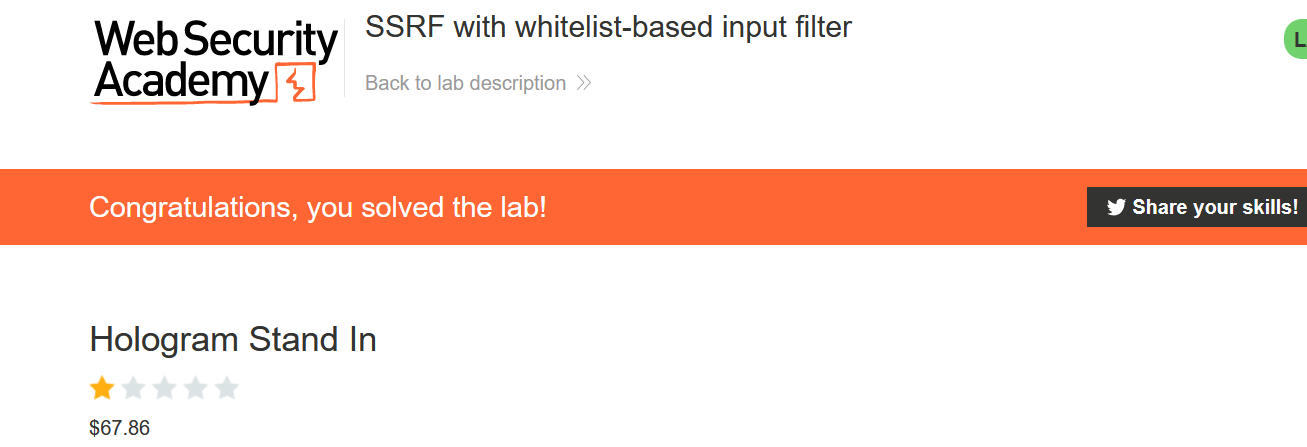 Web Security
Academy
SSRF with whitelist-based input filter
Back to lab description
L
Congratulations, you solved the lab!
Share your skills!
Hologram Stand In
$67.86